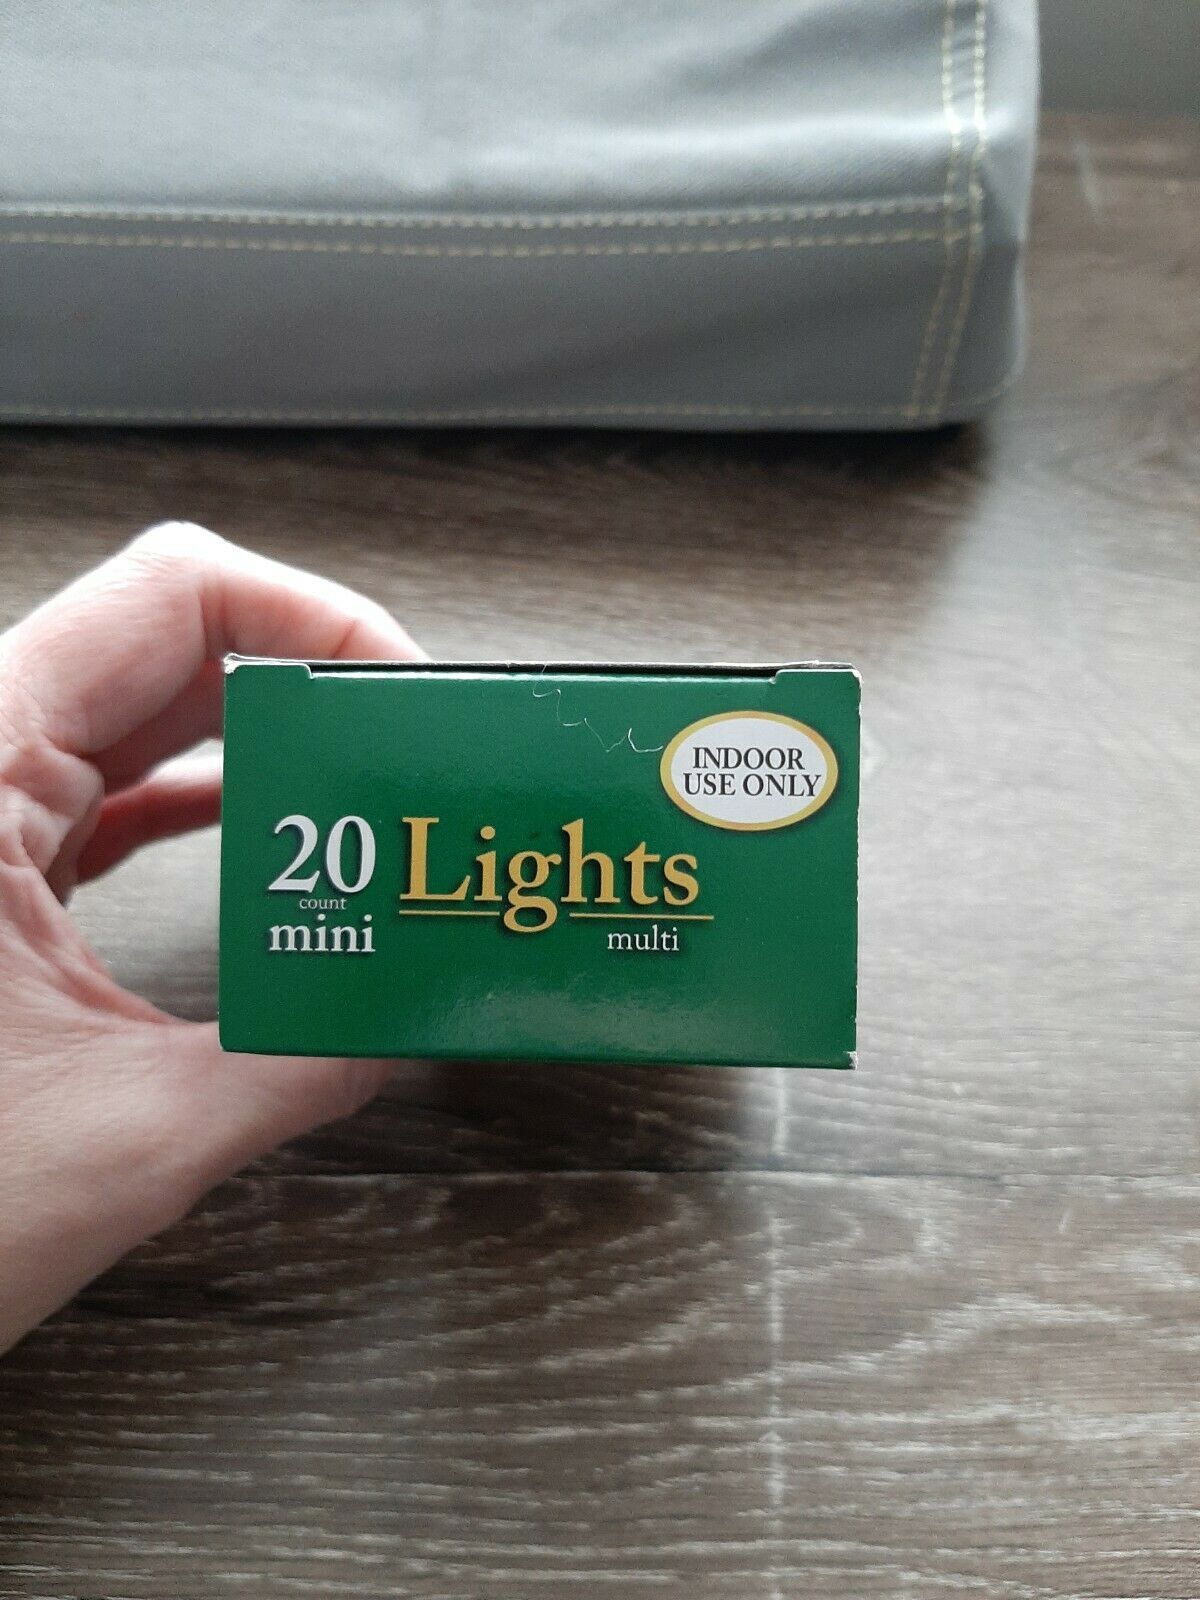 INDOOR
USE ONLY
20 Lights
count
mini
multi